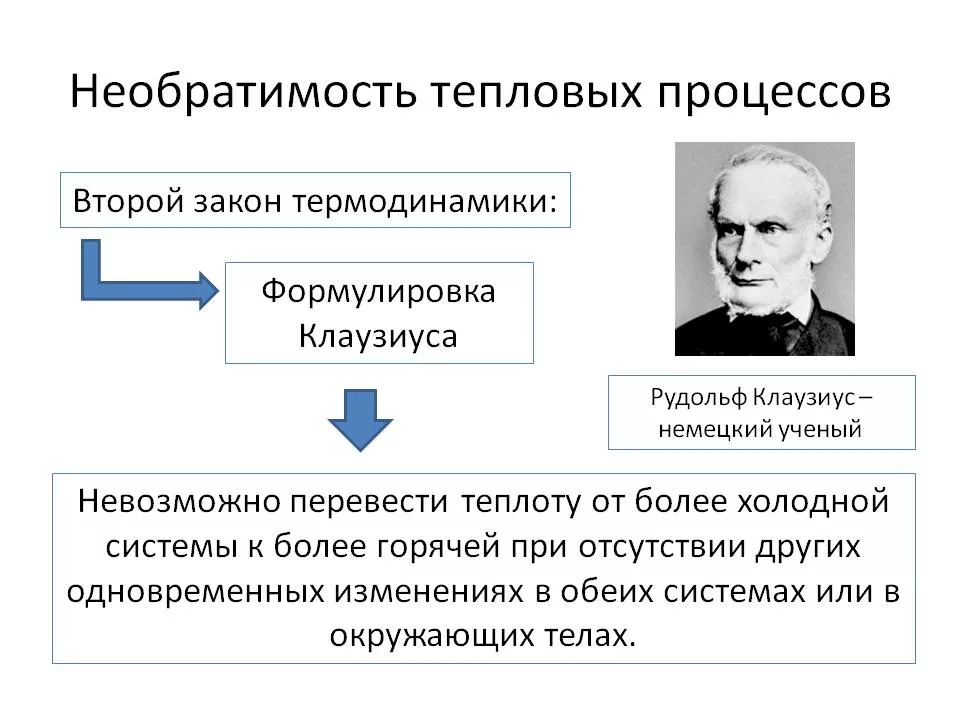 Необратимость тепловых процессов
Второй закон термодинамики:
Формулировка
Клаузиуса
Рудольф Клаузиус –
немецкий ученый
Невозможно перевести теплоту от более холодной
системы к более горячей при отсутствии других
одновременных изменениях в обеих системах или в
окружающих телах.